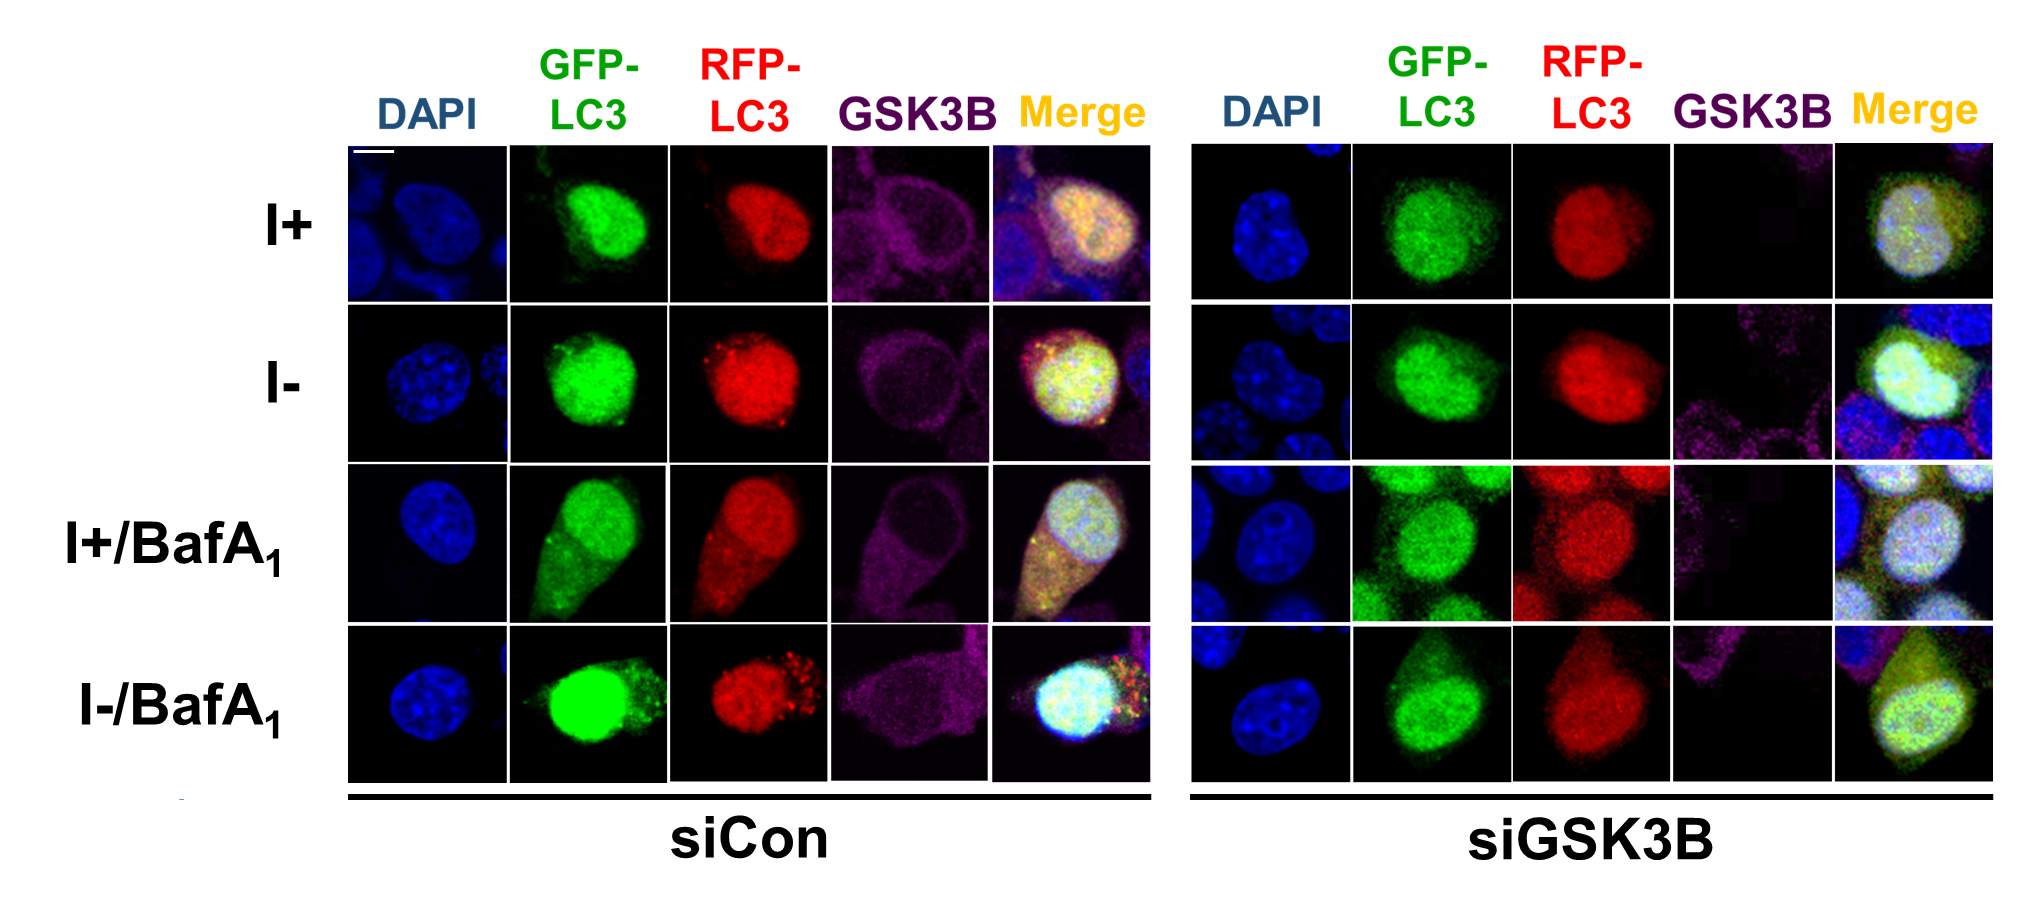 GFP- RFP- GFP- RFP-
DAPI LC3 LC3 GSK3B Merge DAPI LC3 LC3 GSK3B Merge
I+
I-
I+/BafA1
I-/BafA1
siCon siGSK3B